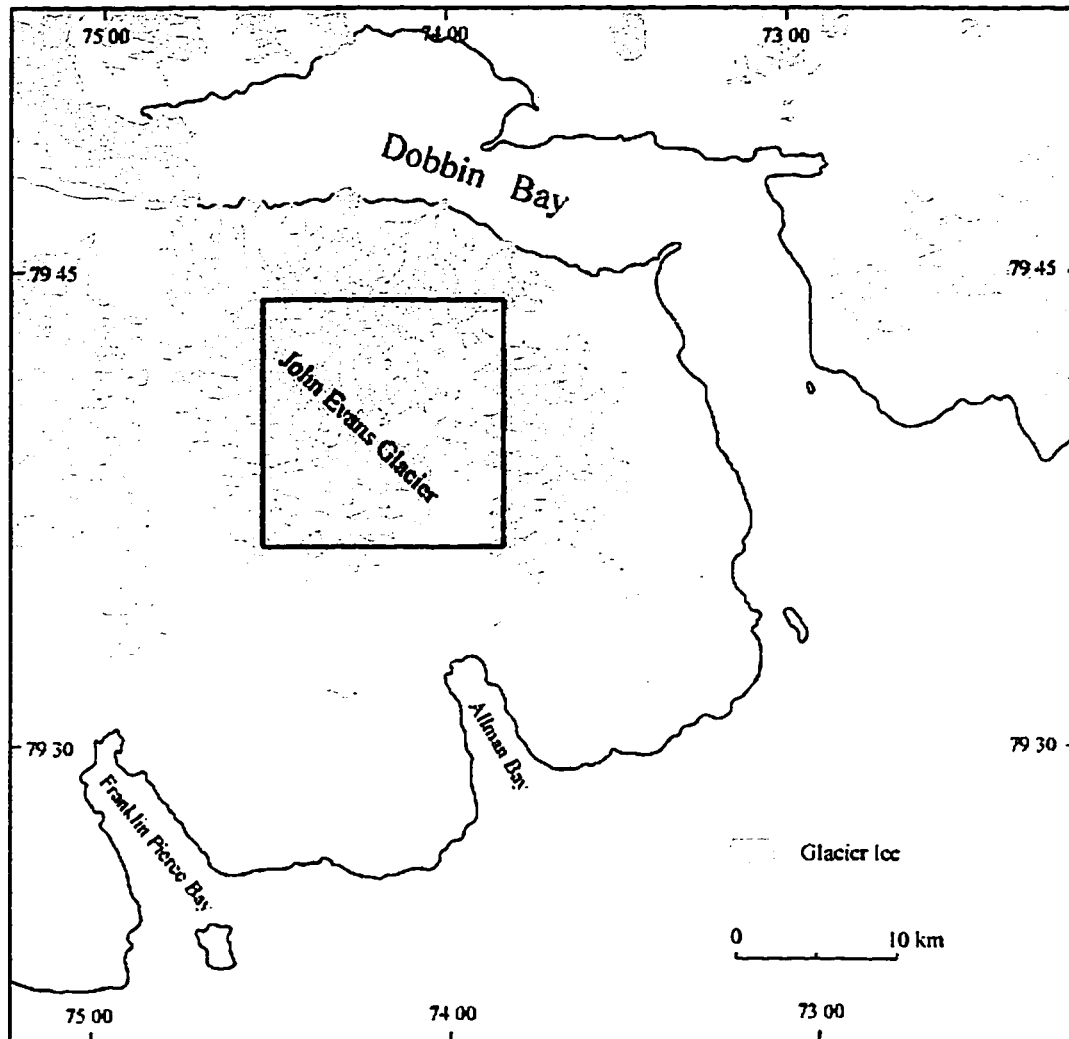 75 00
74 00
73 00
Dobbin Bay
79 45
79 45
John Evans Glacier
Allman Bay
79 30
79 30
Franklin Pierce Bay
Glacier Ice
0
10 km
75 00
74 00
73 00